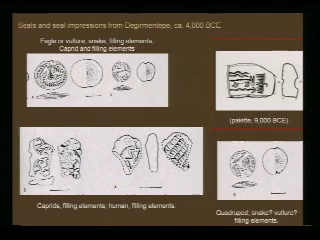 Seals and seal impressions from Degirmentepe, ca. 4,000 BCE
Eagle or vulture, snake, filling elements,
Caprid and filling elements
(palette, 9,000 BCE)
Caprids, filling elements; human, filling elements.
Quadruped, snake? vulture?
filling elements.